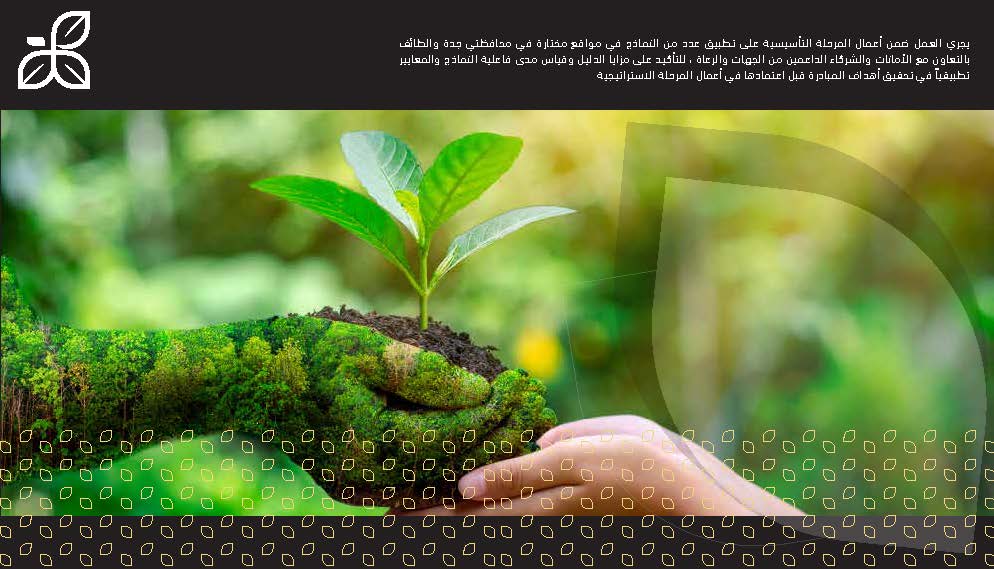 يجري العمل ضمن أعمال المرحلة التأسيسية على تطبيق عدد من النماذج في مواقع مختارة في محافظتي جدة والطائف
بالتعاون مع الأمانات والشركاء الداعمين من الجهات والرعاة ، للتأكيد على مزايا الدليل وقياس مدى فاعلية النماذج والمعايير
تطبيقياً في تحقيق أهداف المبادرة قبل اعتمادها في أعمال المرحلة الاستراتيجية